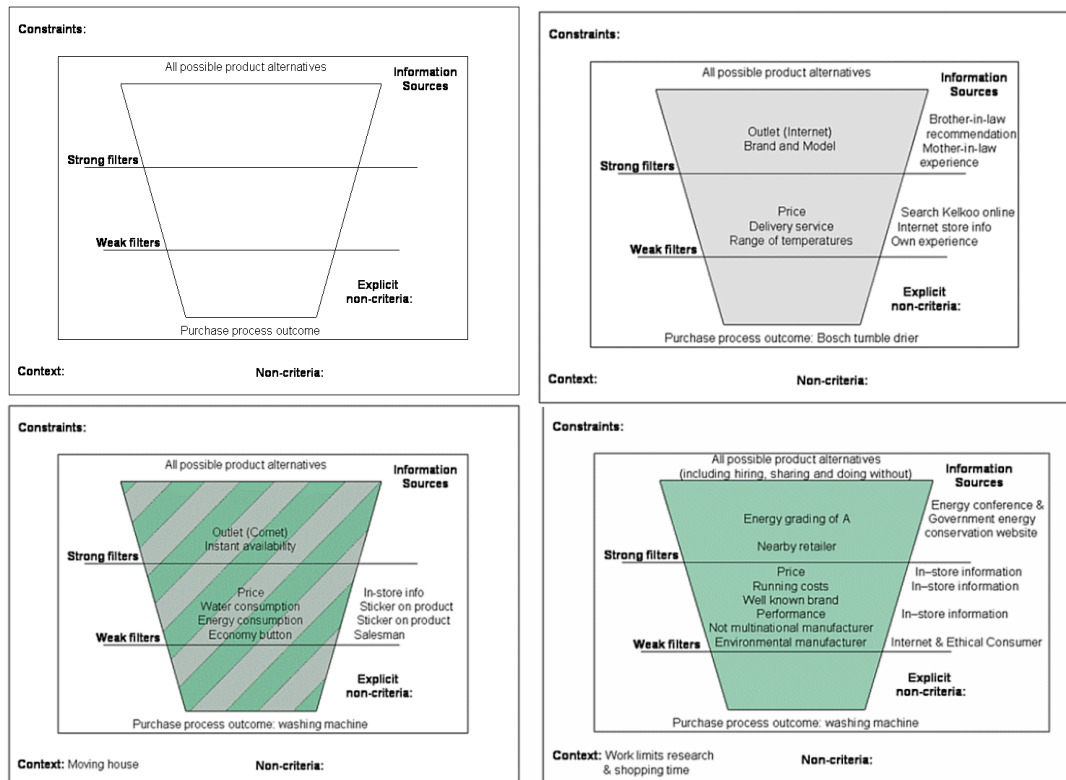 Constraints:
All possible product alternatives
Information
Sources
Strong filters
Weak filters
Explicit
non-criteria:
Purchase process outcome
Context:
Non-criteria:
Constraints:
All possible product alternatives
Information
Sources
Outlet (Internet)
Brand and Model
Brother-in-law
recommendation
Mother-in-law
experience
Strong filters
Price
Delivery service
Range of temperatures
Search Kelkoo online
Internet store info
Own experience
Weak filters
Explicit
non-criteria:
Purchase process outcome: Bosch tumble drier
Context:
Non-criteria:
Constraints:
All possible product alternatives
Information
Sources
Outlet (Comet)
Instant availability
Strong filters
Price
Water consumption
Energy consumption
Economy button
In-store info
Sticker on product
Sticker on product
Salesman
Weak filters
Explicit
non-criteria:
Purchase process outcome: washing machine
Context: Moving house
Non-criteria:
Constraints:
All possible product alternatives
(including hiring, sharing and doing without)
Information
Sources
Energy grading of A
Nearby retailer
Energy conference &
Government energy
conservation website
Strong filters
Price
Running costs
Well known brand
Performance
Not multinational manufacturer
Environmental manufacturer
In–store information
In–store information
In–store information
Internet & Ethical Consumer
Weak filters
Explicit
non-criteria:
Purchase process outcome: washing machine
Context: Work limits research
& shopping time
Non-criteria: